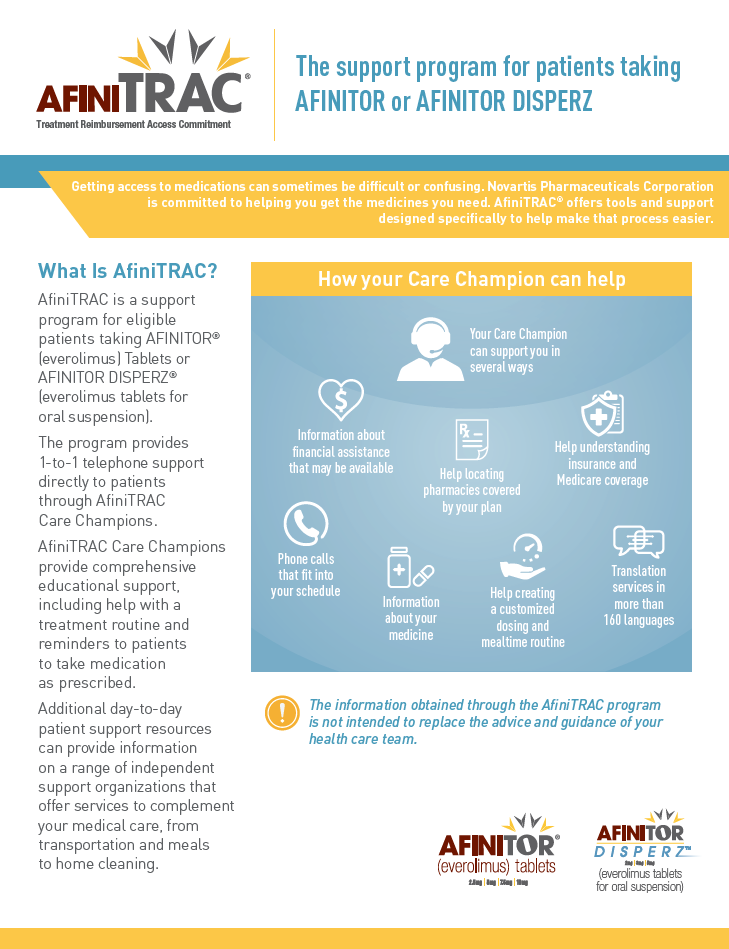 AFINITRAC®
Treatment Reimbursement Access Commitment
The support program for patients taking
AFINITOR or AFINITOR DISPERZ
Getting access to medications can sometimes be difficult or confusing. Novartis Pharmaceuticals Corporation
is committed to helping you get the medicines you need. AfiniTRAC® offers tools and support
designed specifically to help make that process easier.
What Is AfiniTRAC?
AfiniTRAC is a support
program for eligible
patients taking AFINITOR®
(everolimus) Tablets or
AFINITOR DISPERZ®
(everolimus tablets for
oral suspension).
The program provides
1-to-1 telephone support
directly to patients
through AfiniTRAC
Care Champions.
AfiniTRAC Care Champions
provide comprehensive
educational support,
including help with a
treatment routine and
reminders to patients
to take medication
as prescribed.
Additional day-to-day
patient support resources
can provide information
on a range of independent
support organizations that
offer services to complement
your medical care, from
transportation and meals
to home cleaning.
How your Care Champion can help
Your Care Champion
can support you in
several ways
$
Information about
financial assistance
that may be available
Rx
Help locating
pharmacies covered
by your plan
Help understanding
insurance and
Medicare coverage
Phone calls
that fit into
your schedule
Information
about your
medicine
Help creating
a customized
dosing and
mealtime routine
Translation
services in
more than
160 languages
!
The information obtained through the AfiniTRAC program
is not intended to replace the advice and guidance of your
health care team.
AFINITOR®
(everolimus) tablets
2.5mg | 5mg | 7.5mg | 10mg
AFINITOR
DISPERZ™
2mg | 3mg | 5mg
(everolimus tablets
for oral suspension)